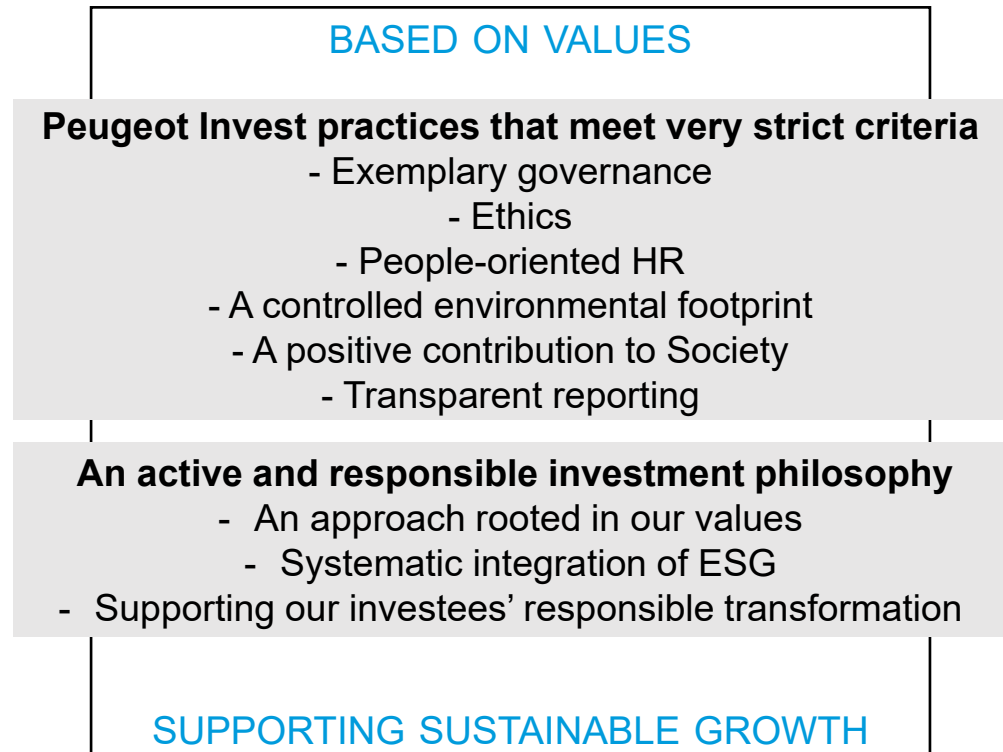 BASED ON VALUES
Peugeot Invest practices that meet very strict criteria
- Exemplary governance
- Ethics
- People-oriented HR
- A controlled environmental footprint
- A positive contribution to Society
- Transparent reporting
An active and responsible investment philosophy
- An approach rooted in our values
- Systematic integration of ESG
- Supporting our investees’ responsible transformation
SUPPORTING SUSTAINABLE GROWTH